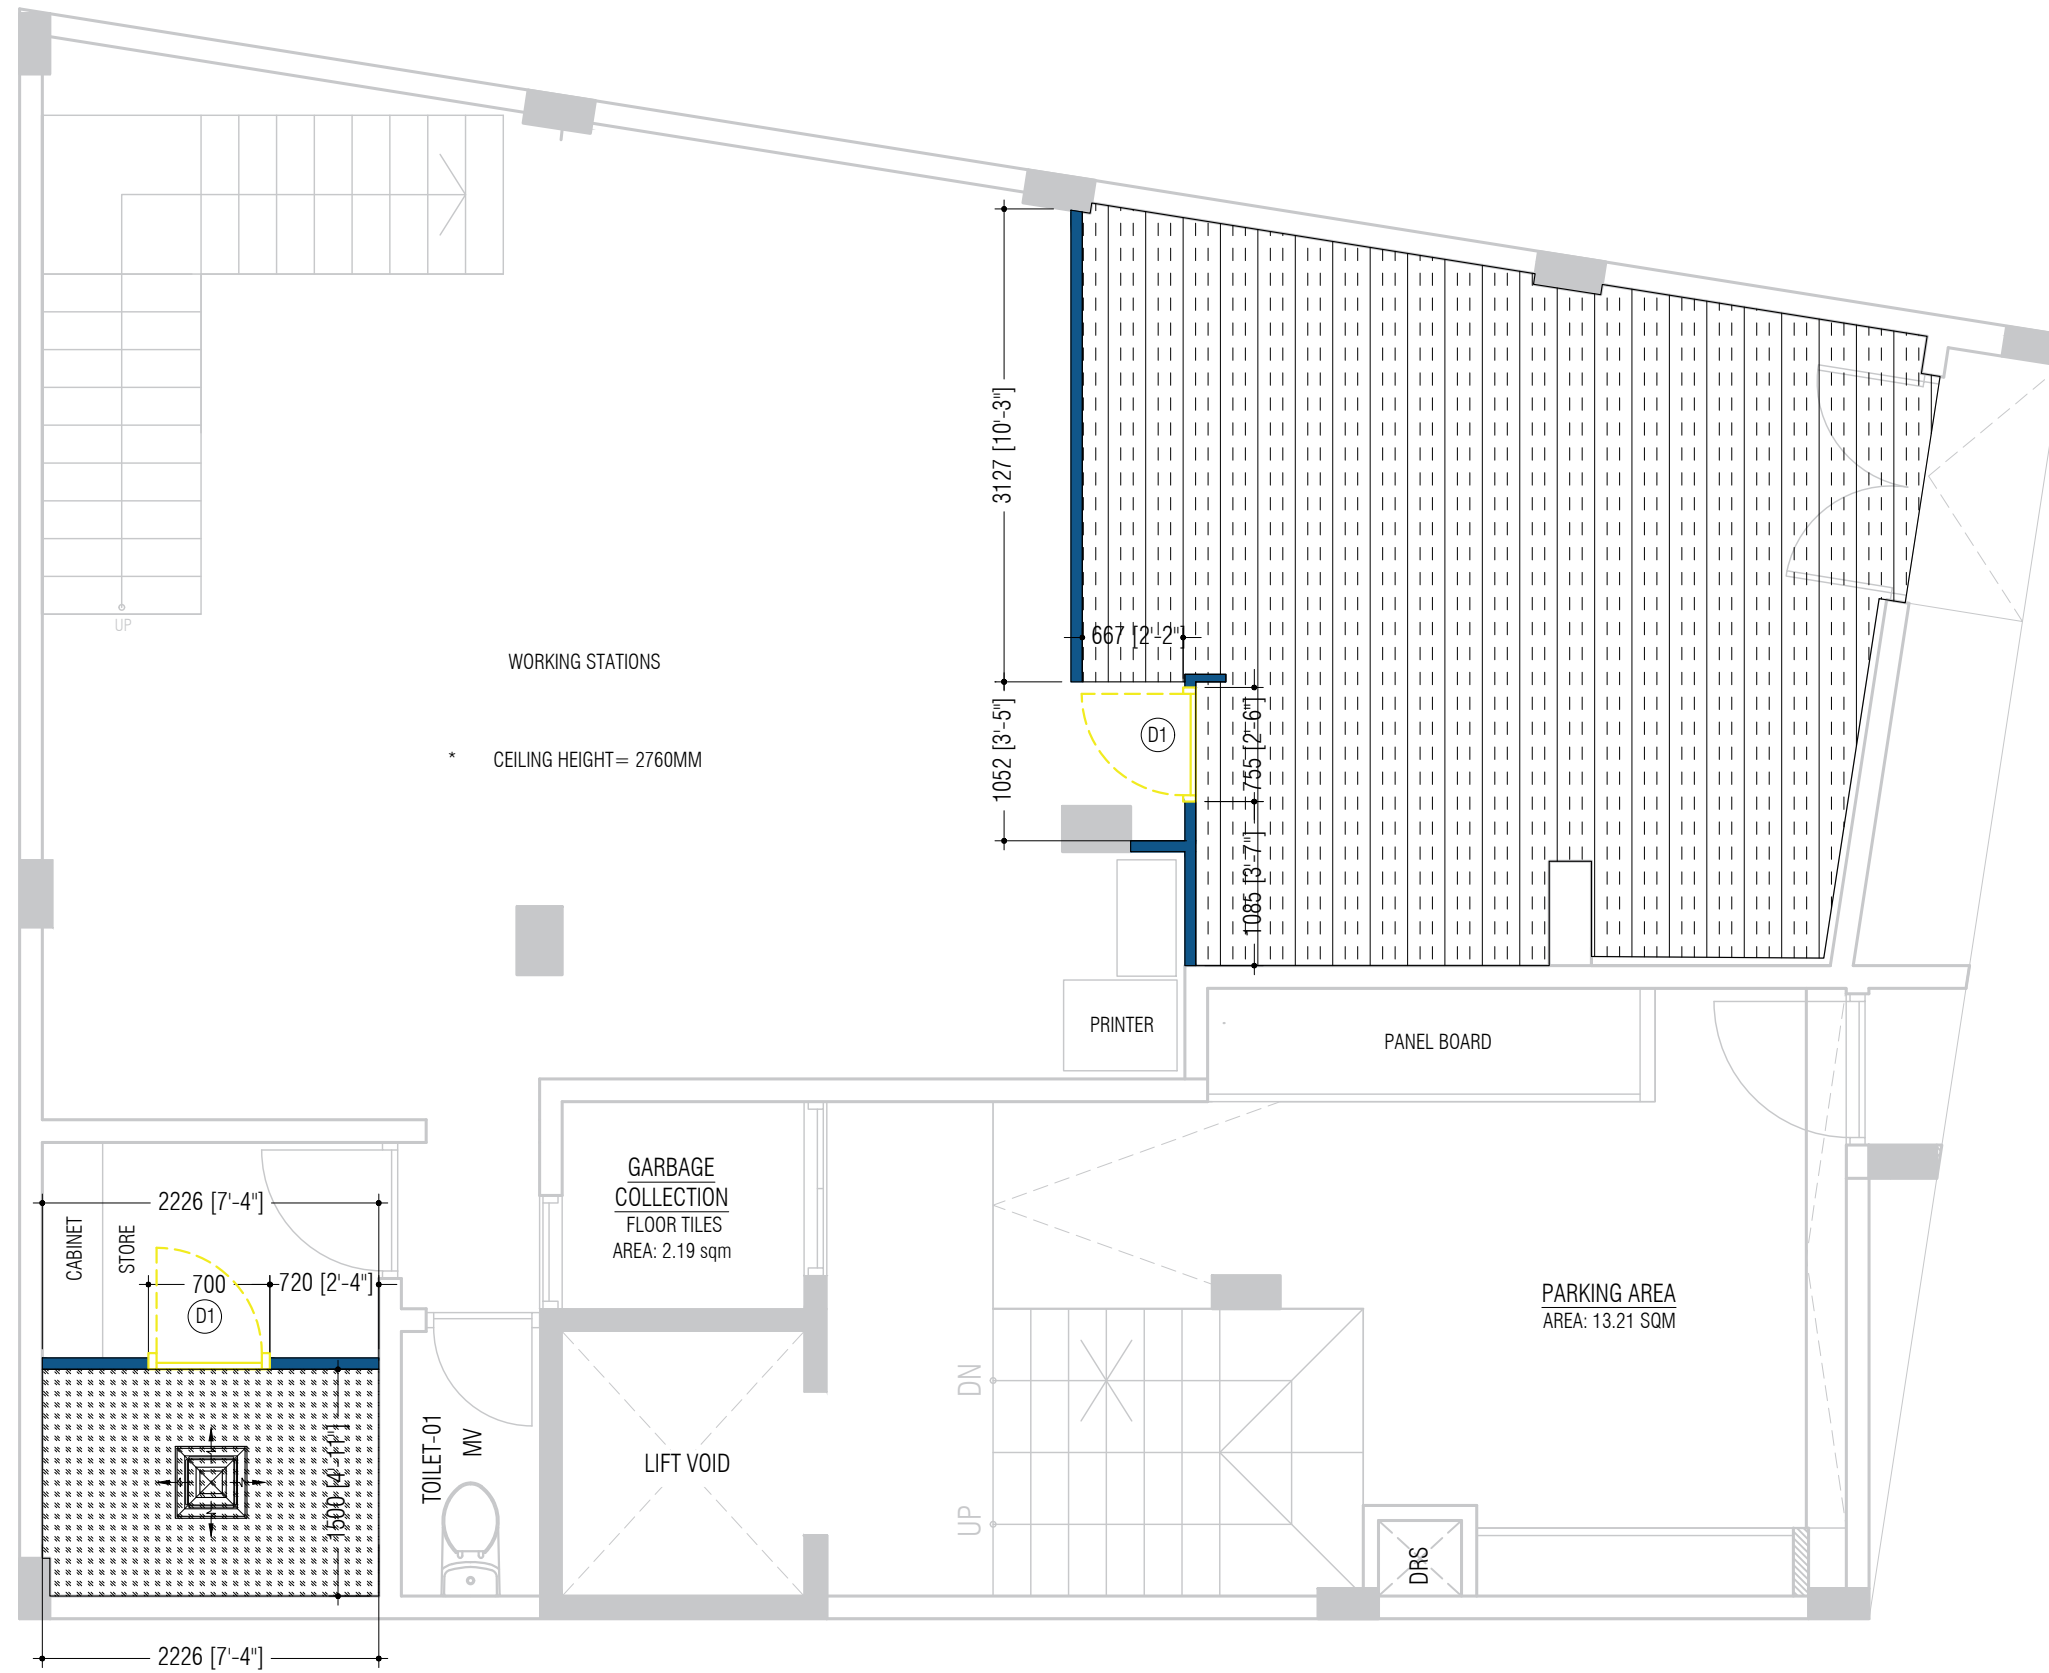 UP
3127 [10'-3"]
667 [2'-2"]
WORKING STATIONS
* CEILING HEIGHT= 2760MM
1052 [3'-5"]
D1
755 [2'-6"]
1085 [3'-7"]
PRINTER
PANEL BOARD
GARBAGE
COLLECTION
FLOOR TILES
AREA: 2.19 sqm
2226 [7'-4"]
CABINET
STORE
700
720 [2'-4"]
D1
PARKING AREA
AREA: 13.21 SQM
DN
UP
TOILET-01
MV
LIFT VOID
1500 [4'-11"]
DRS
2226 [7'-4"]